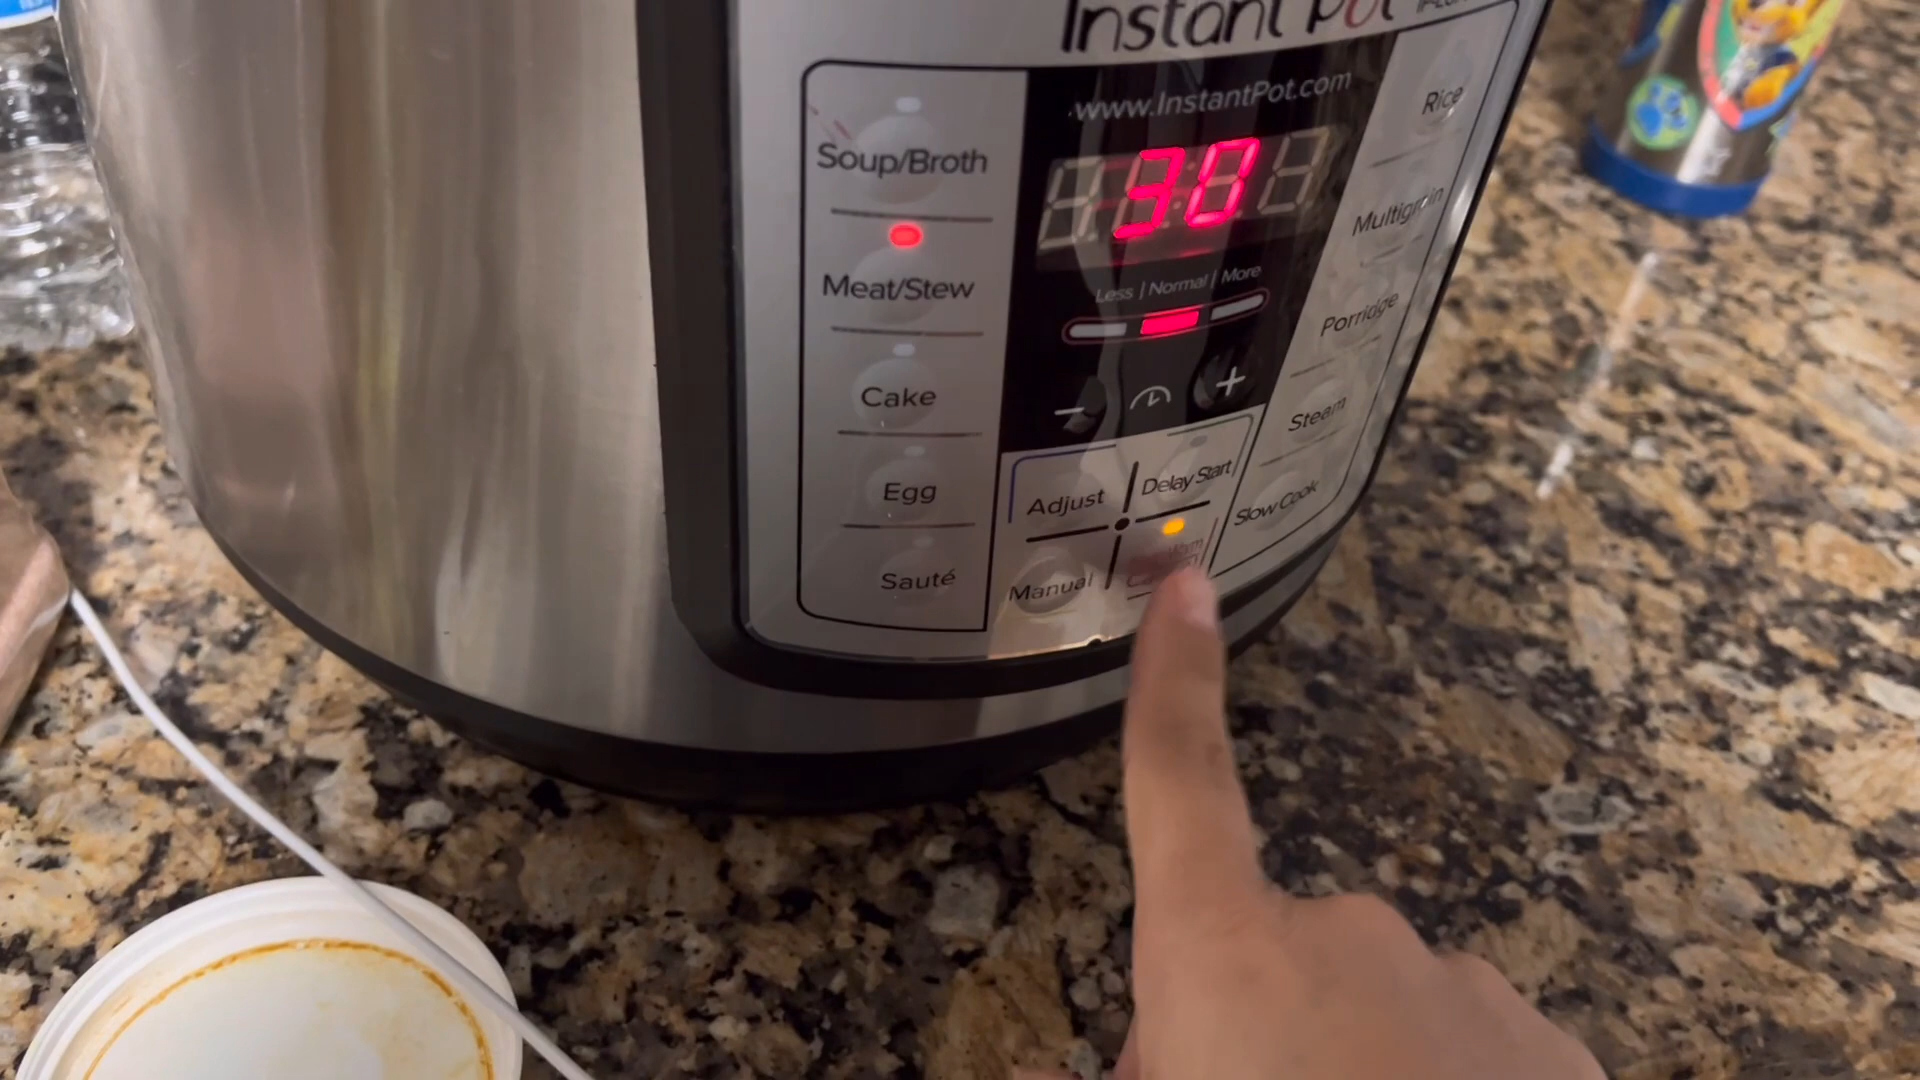 Instant Pot
www.InstantPot.com
30
Less | Normal | More
Soup/Broth
Meat/Stew
Cake
Egg
Sauté
Adjust
Delay Start
Manual
Rice
Multigrain
Porridge
Steam
Slow Cook